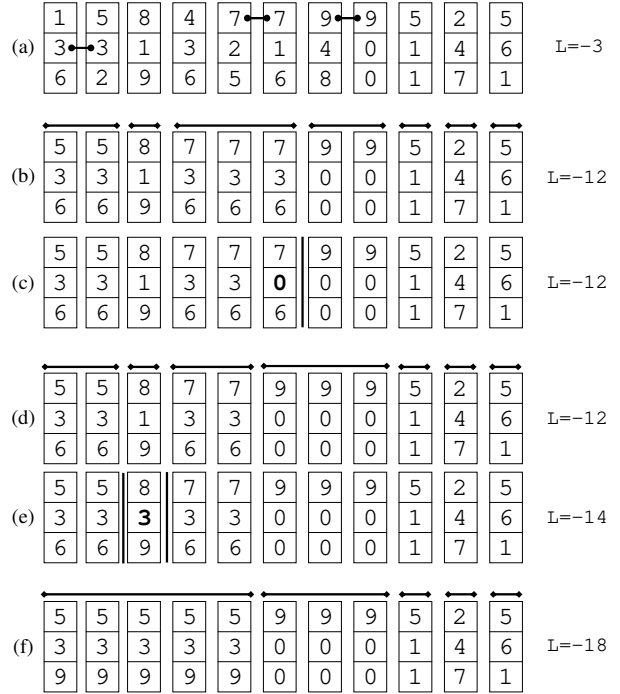 1 5 8 4 7 7 9 9 5 2 5
(a) 3 3 1 3 2 1 4 0 1 4 6 L=-3
6 2 9 6 5 6 8 0 1 7 1
5 5 8 7 7 7 9 9 5 2 5
(b) 3 3 1 3 3 3 0 0 1 4 6 L=-12
6 6 9 6 6 6 0 0 1 7 1
5 5 8 7 7 7 9 9 5 2 5
(c) 3 3 1 3 3 0 0 0 1 4 6 L=-12
6 6 9 6 6 6 0 0 1 7 1
5 5 8 7 7 9 9 9 5 2 5
(d) 3 3 1 3 3 0 0 0 1 4 6 L=-12
6 6 9 6 6 0 0 0 1 7 1
5 5 8 7 7 9 9 9 5 2 5
(e) 3 3 3 3 3 0 0 0 1 4 6 L=-14
6 6 9 6 6 0 0 0 1 7 1
5 5 5 5 5 9 9 9 5 2 5
(f) 3 3 3 3 3 0 0 0 1 4 6 L=-18
9 9 9 9 9 0 0 0 1 7 1